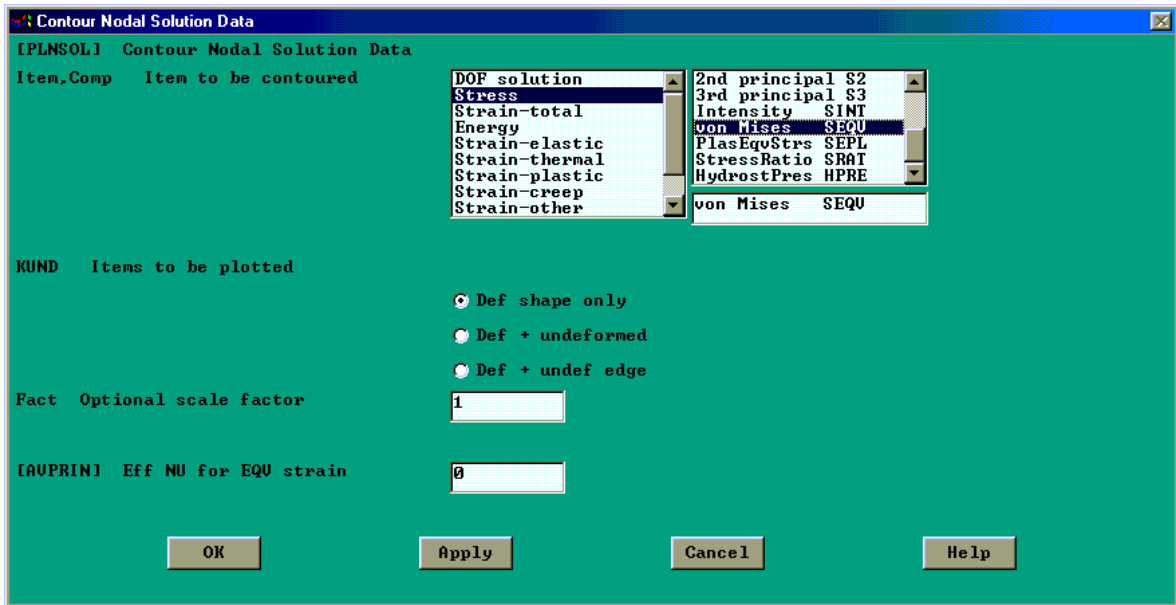 Contour Nodal Solution Data
[PLNSOL] Contour Nodal Solution Data
Item,Comp Item to be contoured
DOF solution
Stress
Strain-total
Energy
Strain-elastic
Strain-thermal
Strain-plastic
Strain-creep
Strain-other
2nd principal S2
3rd principal S3
Intensity SINT
von Mises SEQV
PlasEqvStrs SEPL
StressRatio SRAT
HydrostPres HPRE
von Mises SEQV
KUND Items to be plotted
Def shape only
Def + undeformed
Def + undef edge
Fact Optional scale factor
1
[AVPRIN] Eff NU for EQV strain
0
OK Apply Cancel Help